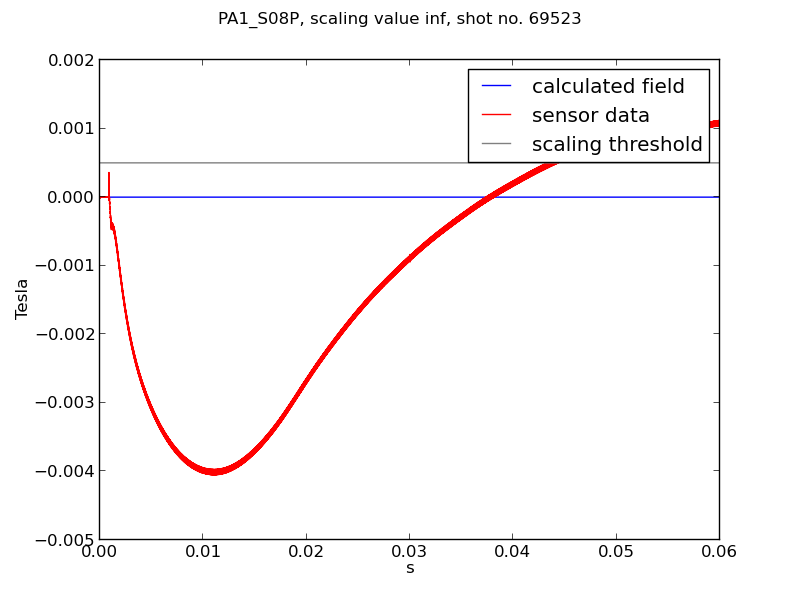 PA1_S08P, scaling value inf, shot no. 69523
calculated field
sensor data
scaling threshold
0.002
0.001
0.000
−0.001
−0.002
−0.003
−0.004
−0.005
Tesla
0.00 0.01 0.02 0.03 0.04 0.05 0.06
s